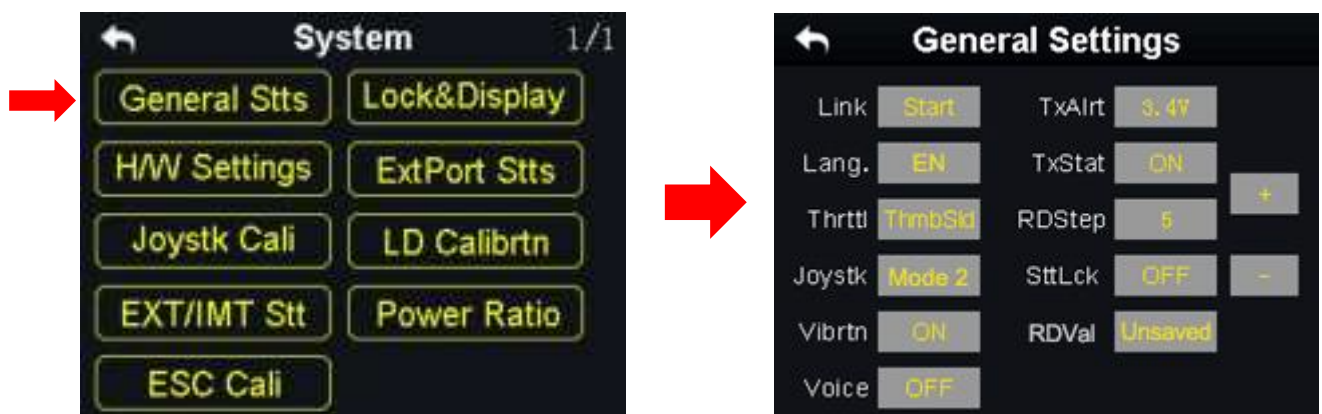 System 1/1
General Stts Lock&Display
H/W Settings ExtPort Stts
Joystk Cali LD Calibrtn
EXT/IMT Stt Power Ratio
ESC Cali
General Settings
Link Start TxAlrt 3.4V
Lang. EN TxStat ON
+
Thrttl ThmbSld RDStep 5
Joystk Mode 2 SttLck OFF -
Vibrtn ON RDVal Unsaved
Voice OFF